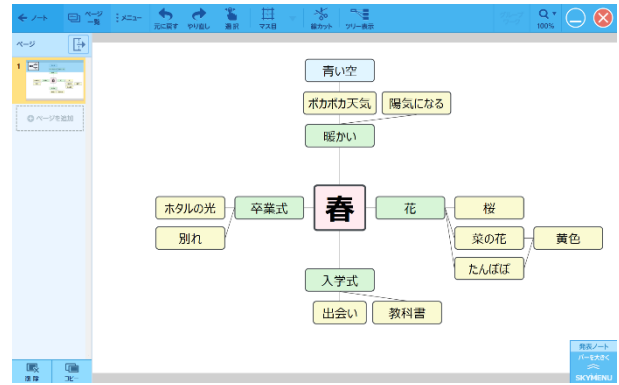 ノート
ページ
一覧
メニュー
元に戻す
やり直し
選択
マス目
線カット
ツリー表示
100%
ページ
1
ページを追加
削除
コピー
青い空
ポカポカ天気
陽気になる
暖かい
ホタルの光
卒業式
春
花
桜
別れ
菜の花
黄色
たんぽぽ
入学式
出会い
教科書
発表ノート
バーを大きく
SKYMENU